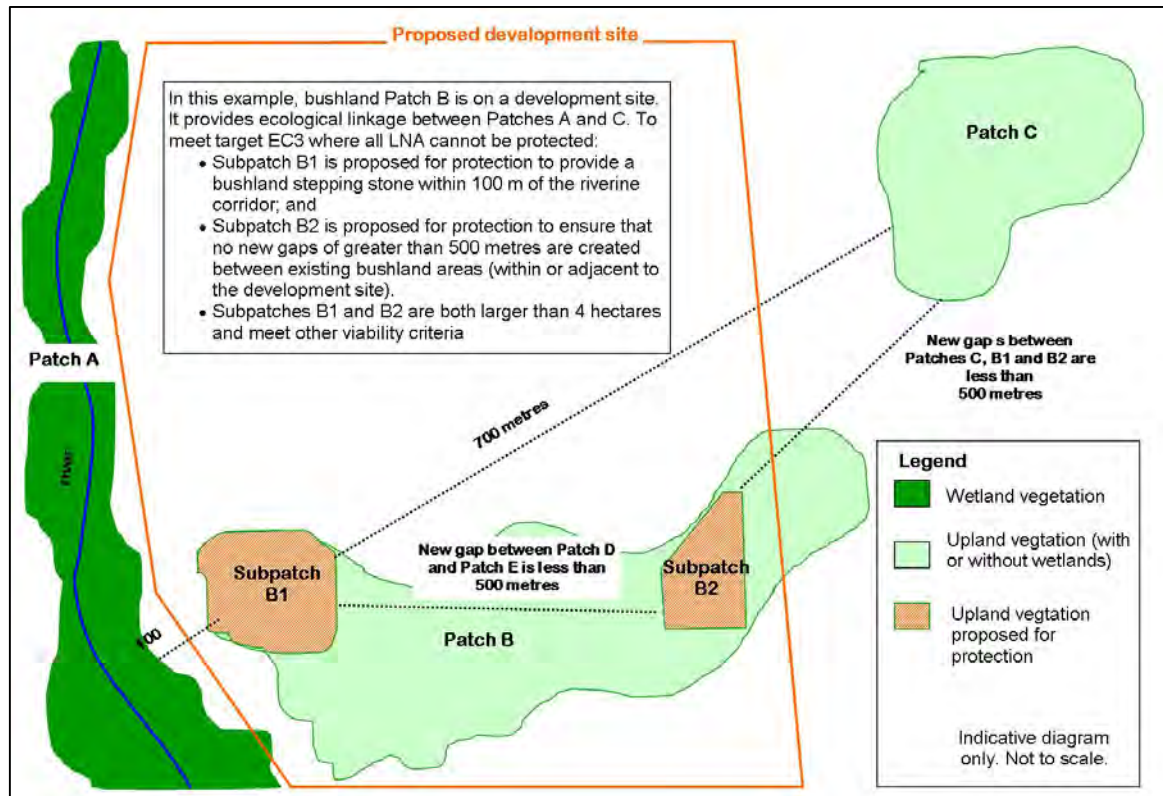 Proposed development site
In this example, bushland Patch B is on a development site.
It provides ecological linkage between Patches A and C. To
meet target EC3 where all LNA cannot be protected:
• Subpatch B1 is proposed for protection to provide a
bushland stepping stone within 100 m of the riverine
corridor; and
• Subpatch B2 is proposed for protection to ensure that
no new gaps of greater than 500 metres are created
between existing bushland areas (within or adjacent to
the development site).
• Subpatches B1 and B2 are both larger than 4 hectares
and meet other viability criteria
Patch C
Patch A
New gap s between
Patches C, B1 and B2 are
less than
500 metres
700 metres
river
Legend
Wetland vegetation
Upland vegtation (with
or without wetlands)
Upland vegtation
proposed for
protection
Indicative diagram
only. Not to scale.
New gap between Patch D
and Patch E is less than
500 metres
Subpatch
B1
Subpatch
B2
Patch B